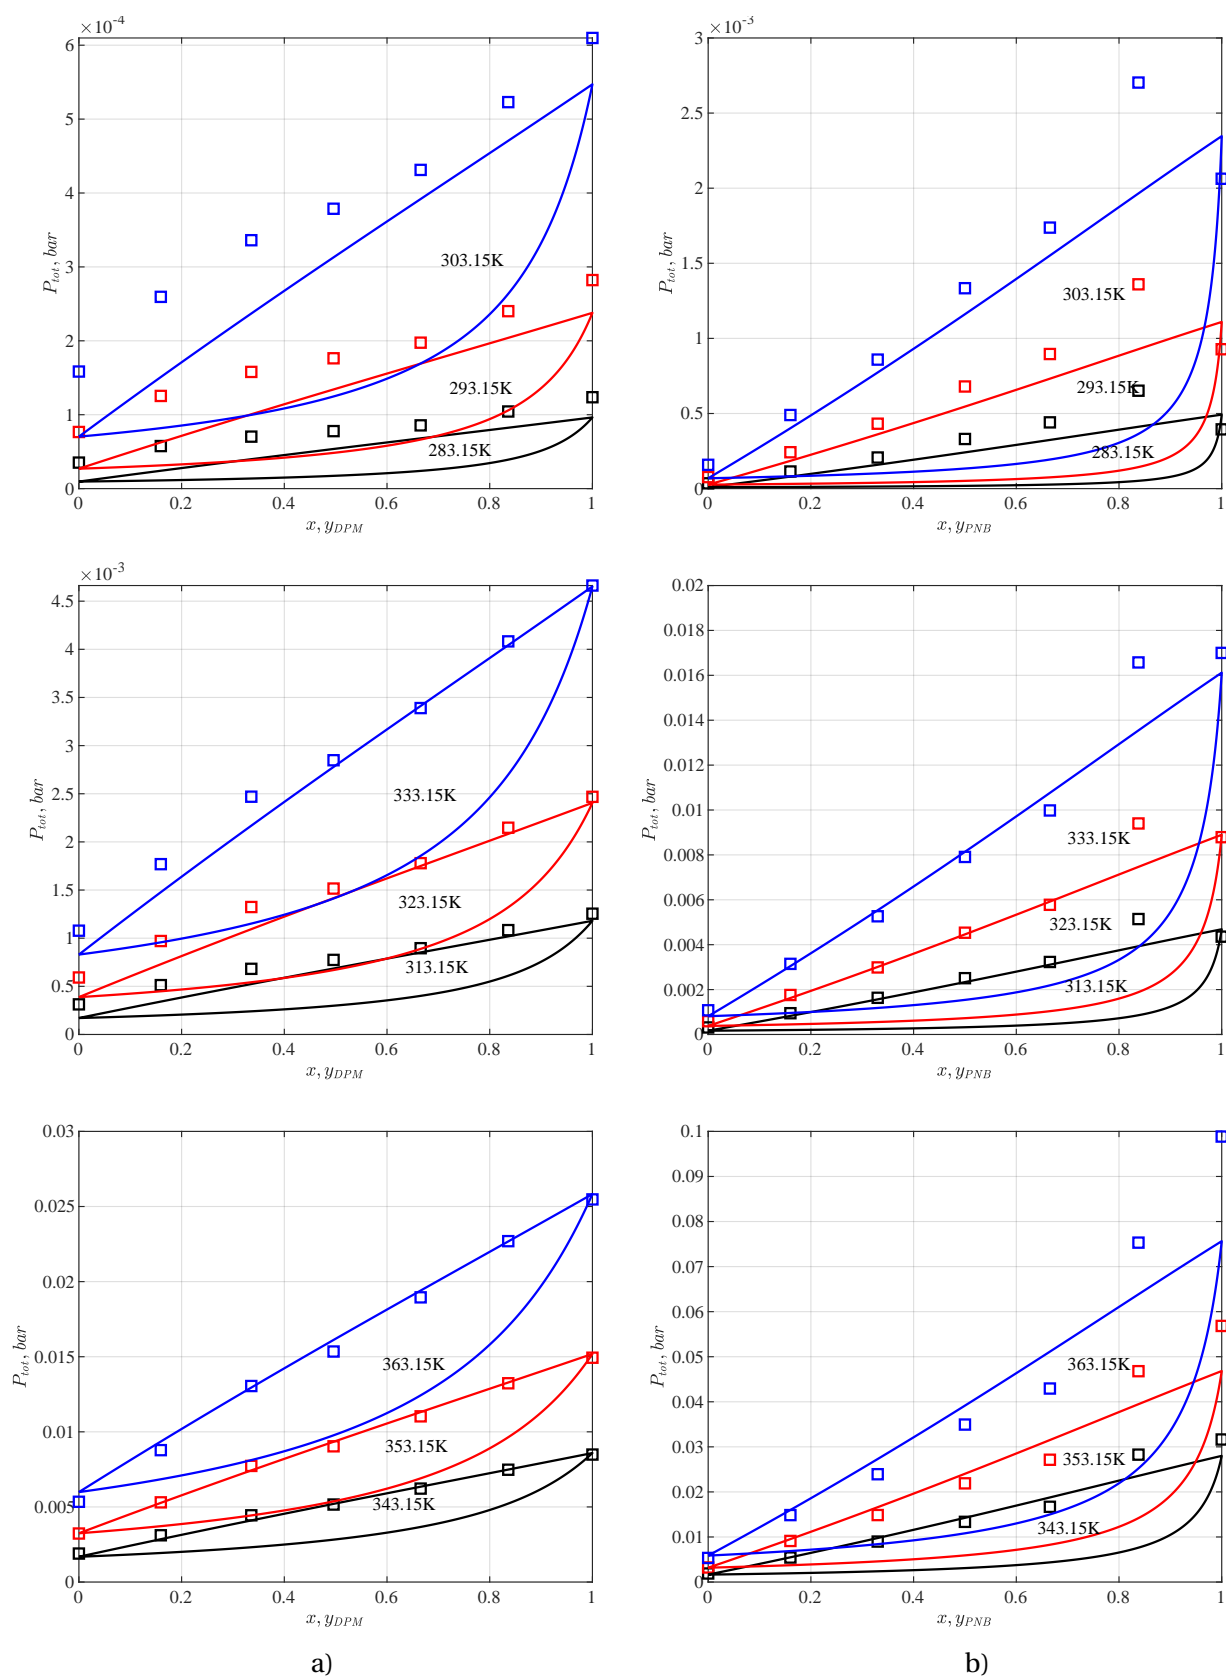 ×10⁻⁴
6
5
4
3
2
1
0
0 0.2 0.4 0.6 0.8 1
P_tot, bar
x, y_DPM
303.15K
293.15K
283.15K
×10⁻³
3
2.5
2
1.5
1
0.5
0
0 0.2 0.4 0.6 0.8 1
P_tot, bar
x, y_PNB
303.15K
293.15K
283.15K
×10⁻³
4.5
4
3.5
3
2.5
2
1.5
1
0.5
0
0 0.2 0.4 0.6 0.8 1
P_tot, bar
x, y_DPM
333.15K
323.15K
313.15K
0.02
0.018
0.016
0.014
0.012
0.01
0.008
0.006
0.004
0.002
0
0 0.2 0.4 0.6 0.8 1
P_tot, bar
x, y_PNB
333.15K
323.15K
313.15K
0.03
0.025
0.02
0.015
0.01
0.005
0
0 0.2 0.4 0.6 0.8 1
P_tot, bar
x, y_DPM
363.15K
353.15K
343.15K
0.1
0.09
0.08
0.07
0.06
0.05
0.04
0.03
0.02
0.01
0
0 0.2 0.4 0.6 0.8 1
P_tot, bar
x, y_PNB
363.15K
353.15K
343.15K
a)
b)